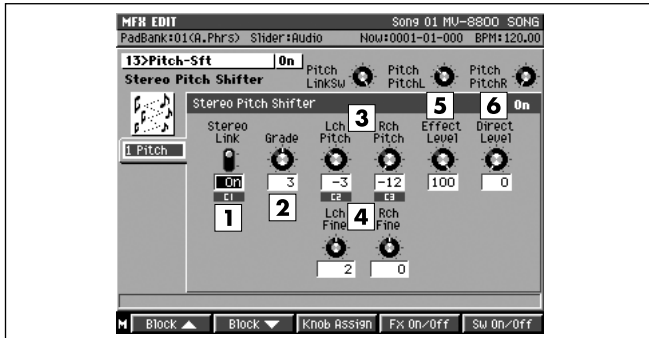 MFX EDIT Song 01 MV-8800 SONG
PadBank:01(A.Phrs) Slider:Audio Now:0001-01-000 BPM:120.00
13>Pitch-Sft On
Stereo Pitch Shifter
Pitch LinkSw Pitch PitchL Pitch PitchR
Stereo Pitch Shifter On
3 5 6
Stereo Link Grade Lch Pitch Rch Pitch Effect Level Direct Level
1 Pitch
On 3 -3 -12 100 0
C1 C2 C3
1 2 4
Lch Fine Rch Fine
2 0
M Block ▲ Block ▼ Knob Assign FX On/Off SW On/Off